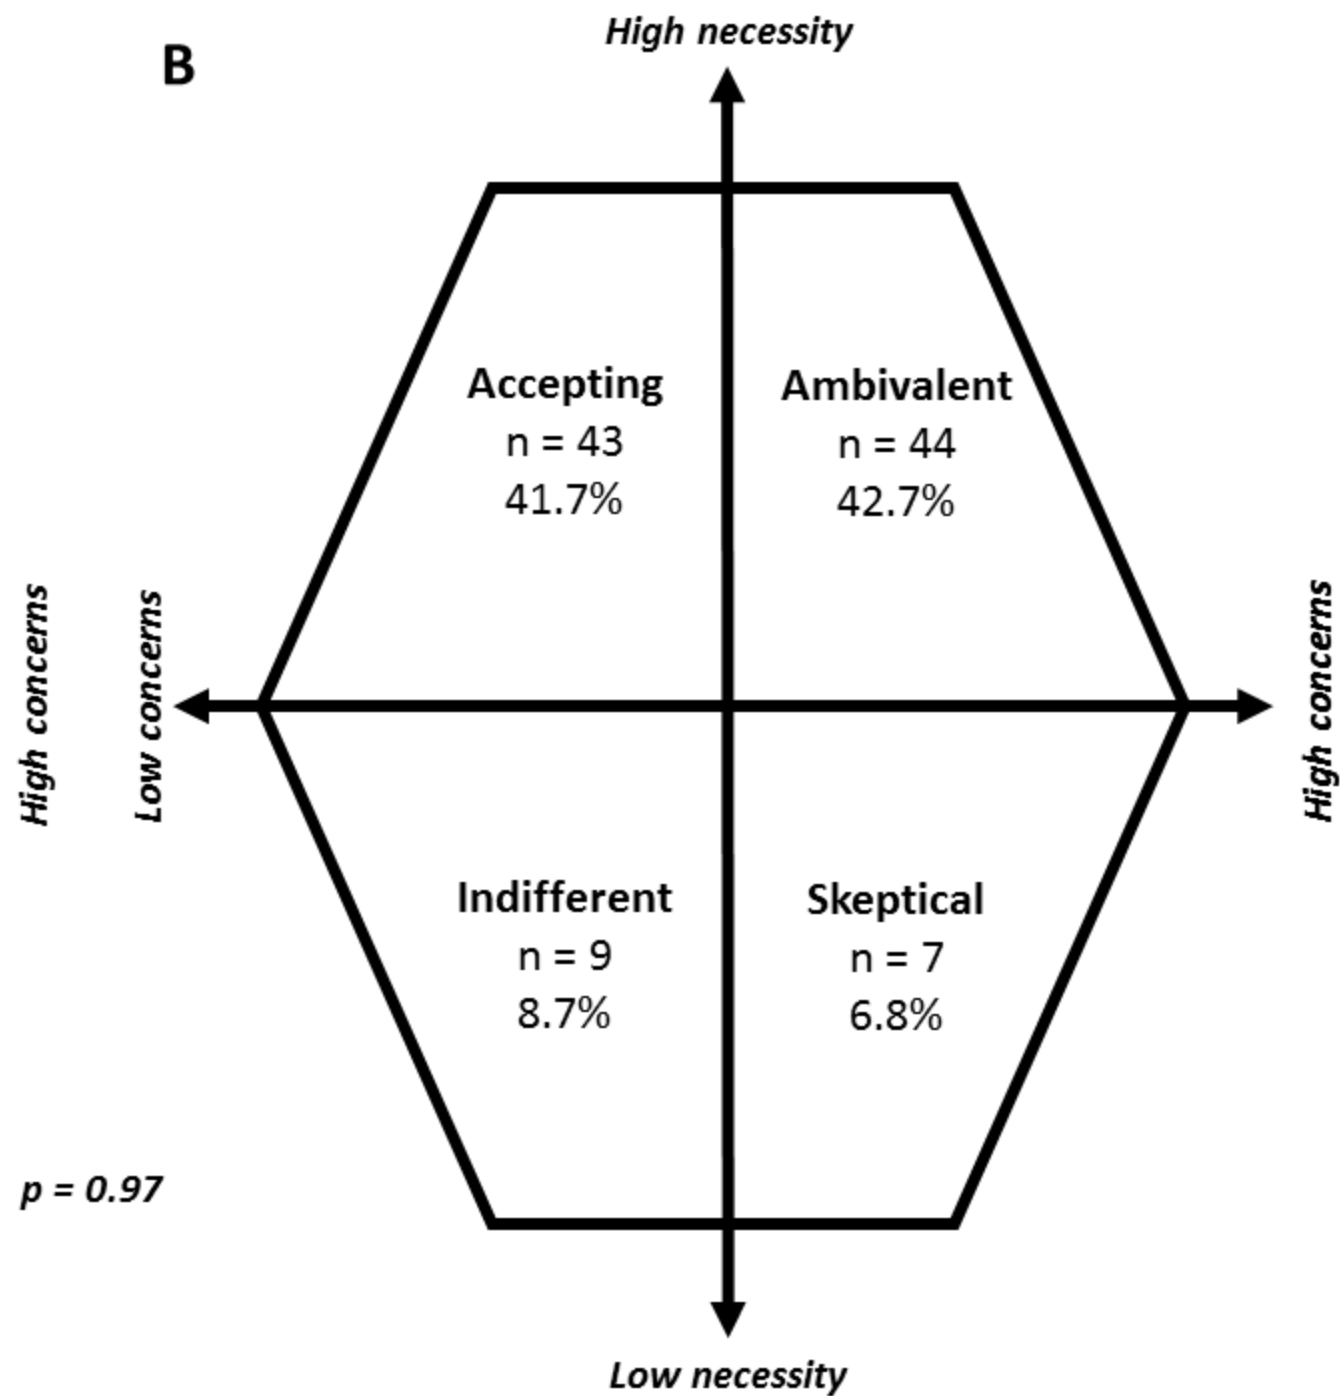 B
High necessity
Accepting
n = 43
41.7%
Ambivalent
n = 44
42.7%
High concerns
Low concerns
High concerns
Indifferent
n = 9
8.7%
Skeptical
n = 7
6.8%
p = 0.97
Low necessity